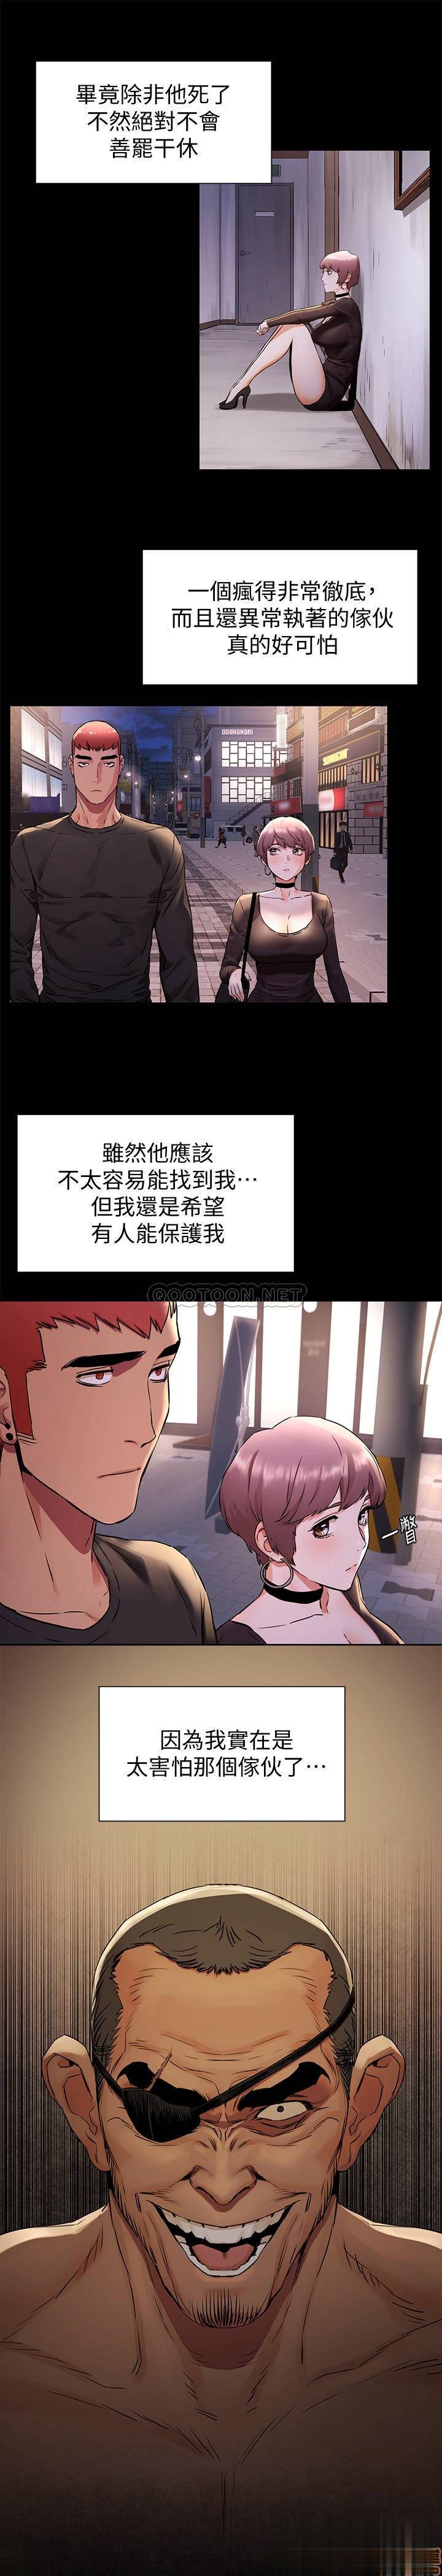 畢竟除非他死了
不然絕對不會
善罷干休
一個瘋得非常徹底，
而且還異常執著的傢伙
真的好可怕
DDUNGNABI
雖然他應該
不太容易能找到我⋯
但我還是希望
有人能保護我
QOOTOON.NET
一瞥
因為我實在是
太害怕那個傢伙了⋯